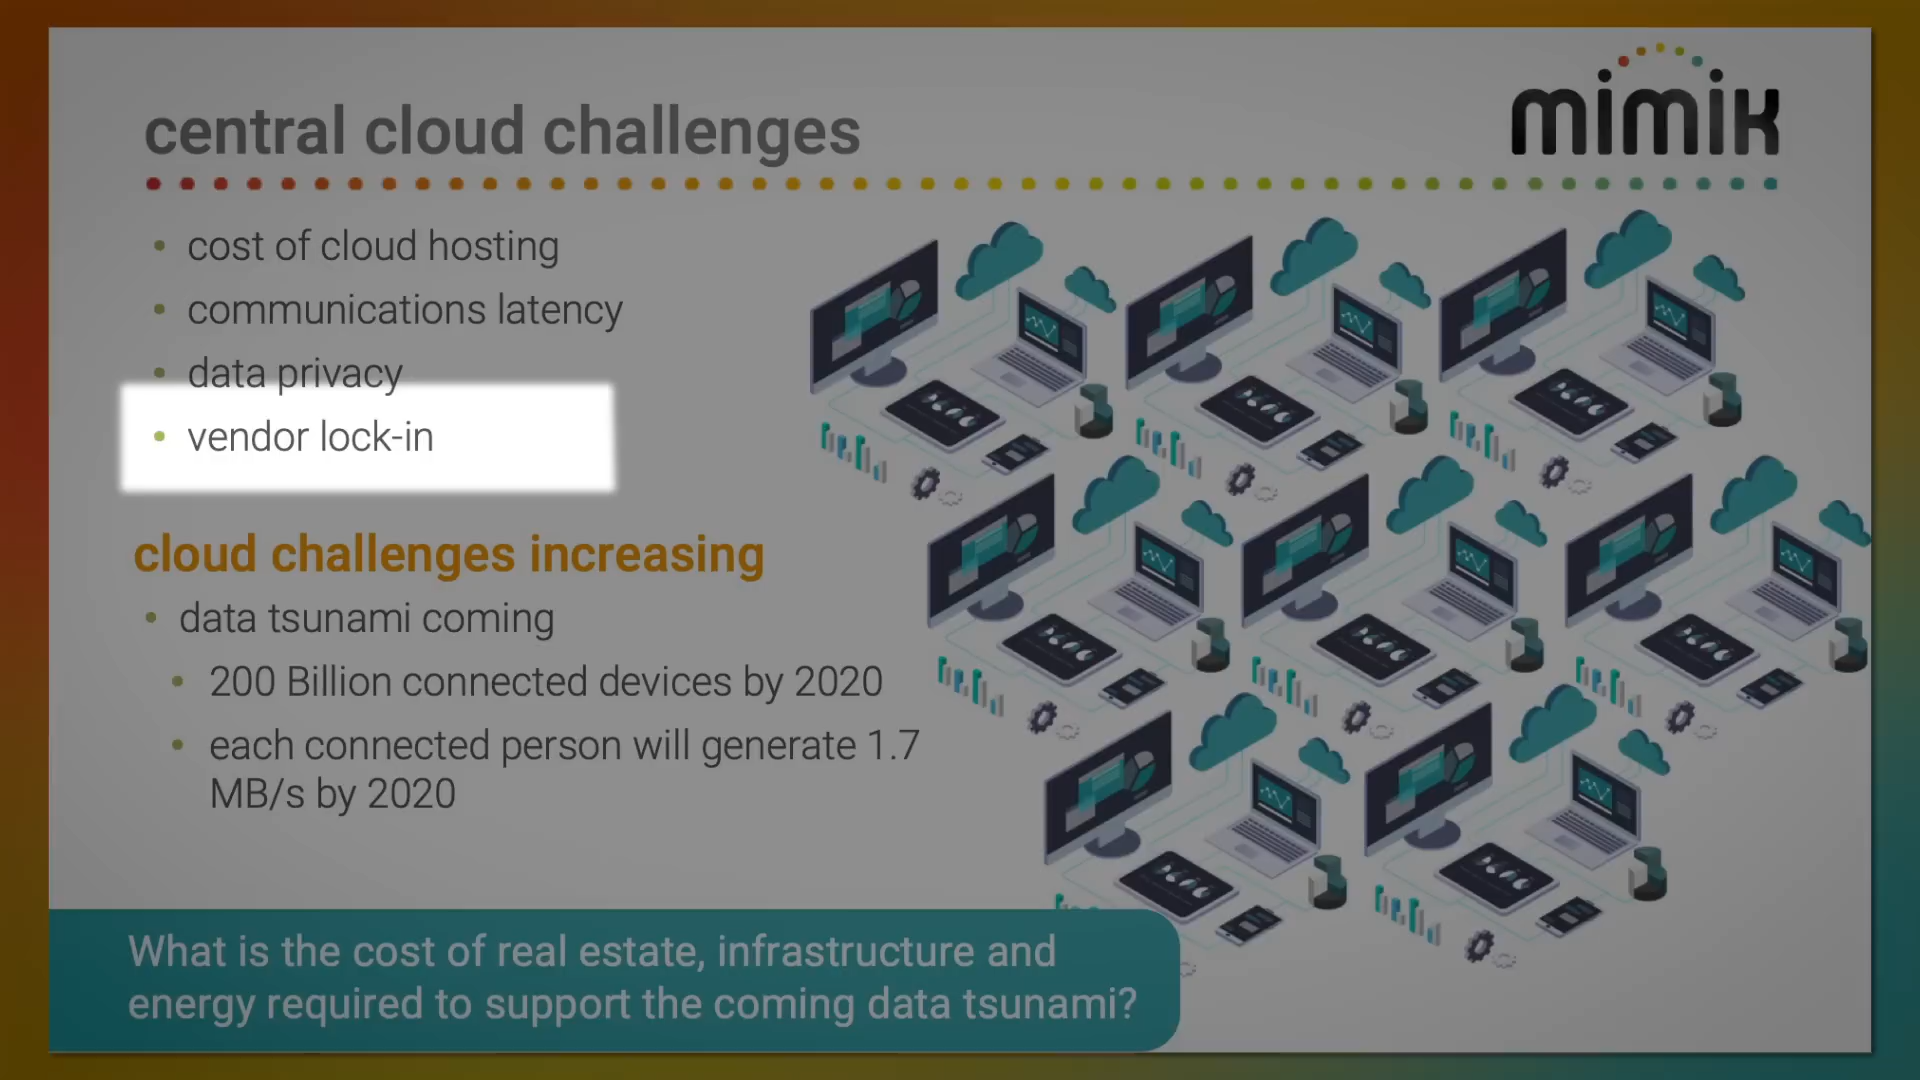 central cloud challenges
mimik
• cost of cloud hosting
• communications latency
• data privacy
• vendor lock-in
cloud challenges increasing
• data tsunami coming
• 200 Billion connected devices by 2020
• each connected person will generate 1.7
MB/s by 2020
What is the cost of real estate, infrastructure and
energy required to support the coming data tsunami?